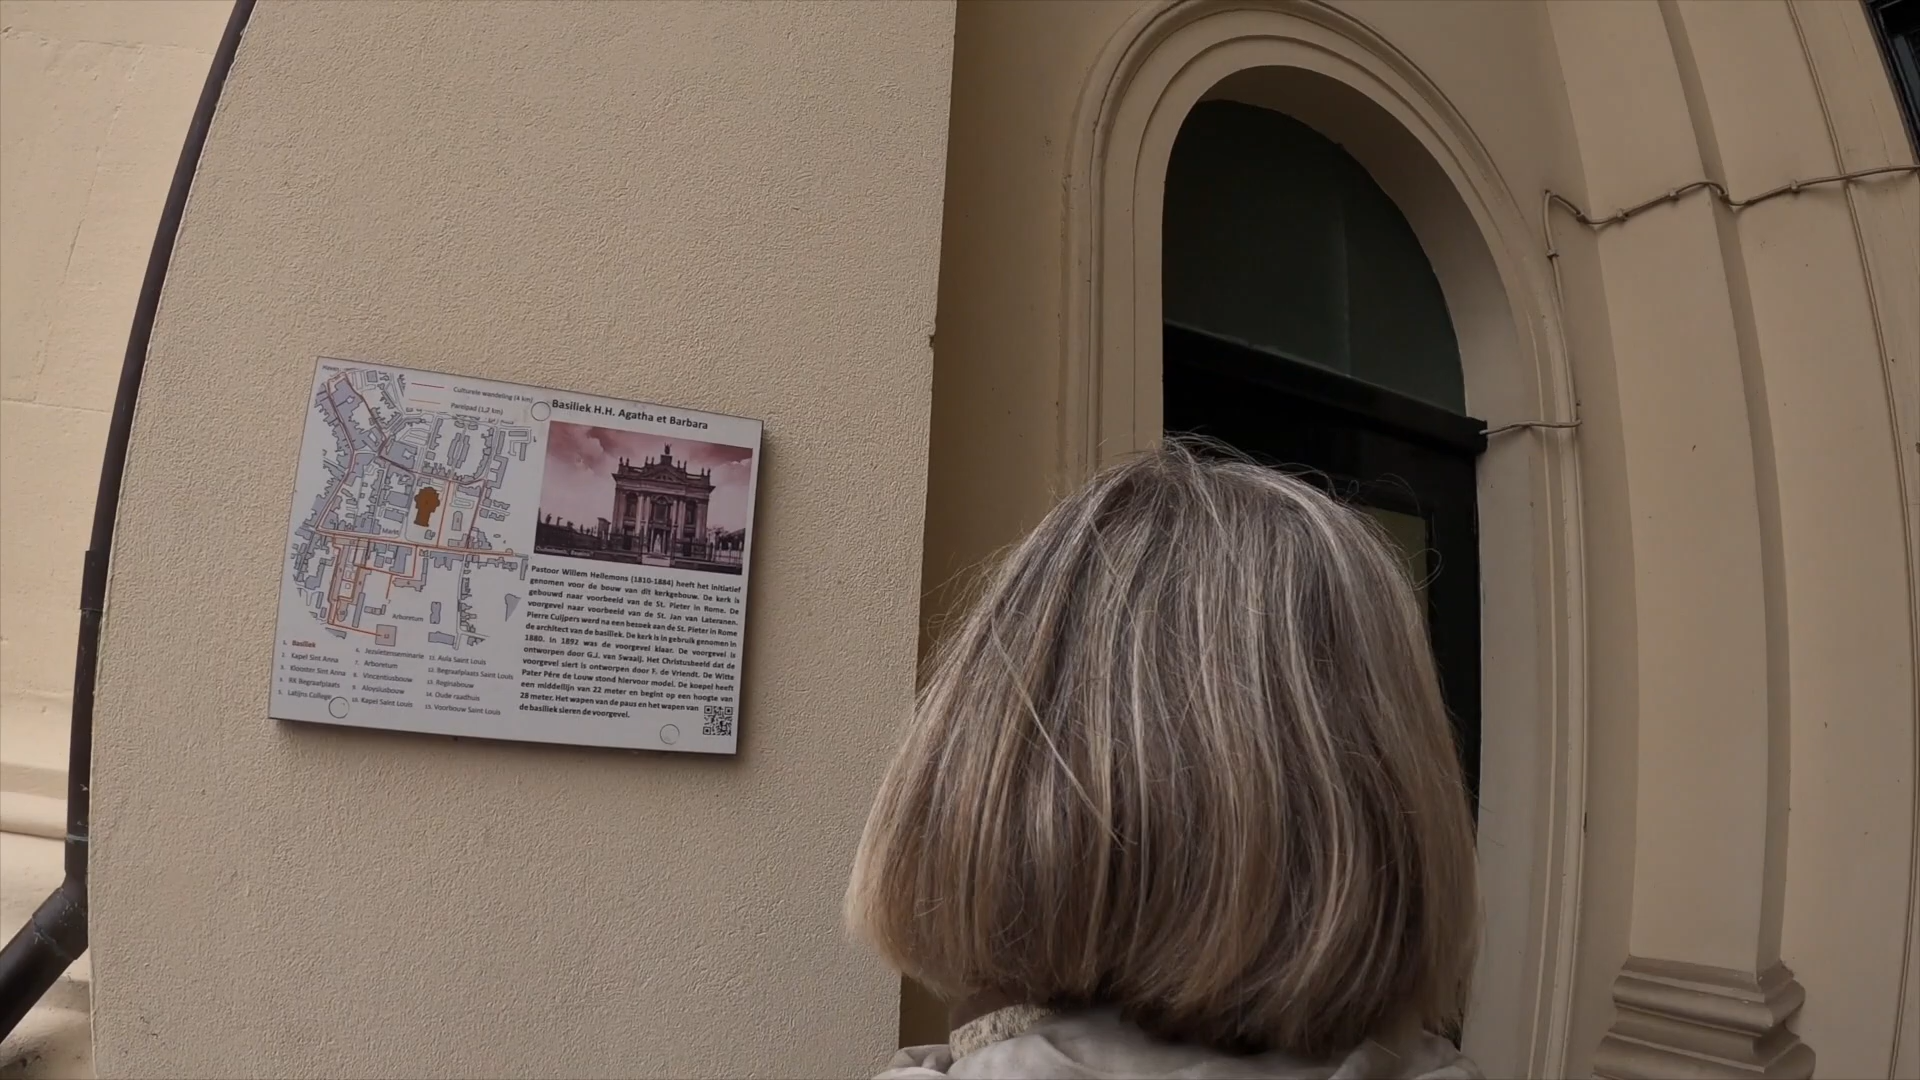 Haven
Culturele wandeling (4 km)
Parelpad (1,2 km)
Markt
Arboretum
1. Basiliek
2. Kapel Sint Anna
3. Klooster Sint Anna
4. RK Begraafplaats
5. Latijns College
6. Jezuïetenseminarie
7. Arboretum
8. Vincentiusbouw
9. Aloysiusbouw
10. Kapel Saint Louis
11. Aula Saint Louis
12. Begraafplaats Saint Louis
13. Reginabouw
14. Oude raadhuis
15. Voorbouw Saint Louis
Basiliek H.H. Agatha et Barbara
Oudenbosch, Basiliek
Pastoor Willem Hellemons (1810-1884) heeft het initiatief
genomen voor de bouw van dit kerkgebouw. De kerk is
gebouwd naar voorbeeld van de St. Pieter in Rome. De
voorgevel naar voorbeeld van de St. Jan van Lateranen.
Pierre Cuijpers werd na een bezoek aan de St. Pieter in Rome
de architect van de basiliek. De kerk is in gebruik genomen in
1880. In 1892 was de voorgevel klaar. De voorgevel is
ontworpen door G.J. van Swaaij. Het Christusbeeld dat de
voorgevel siert is ontworpen door F. de Vriendt. De Witte
Pater Pére de Louw stond hiervoor model. De koepel heeft
een middellijn van 22 meter en begint op een hoogte van
28 meter. Het wapen van de paus en het wapen van
de basiliek sieren de voorgevel.